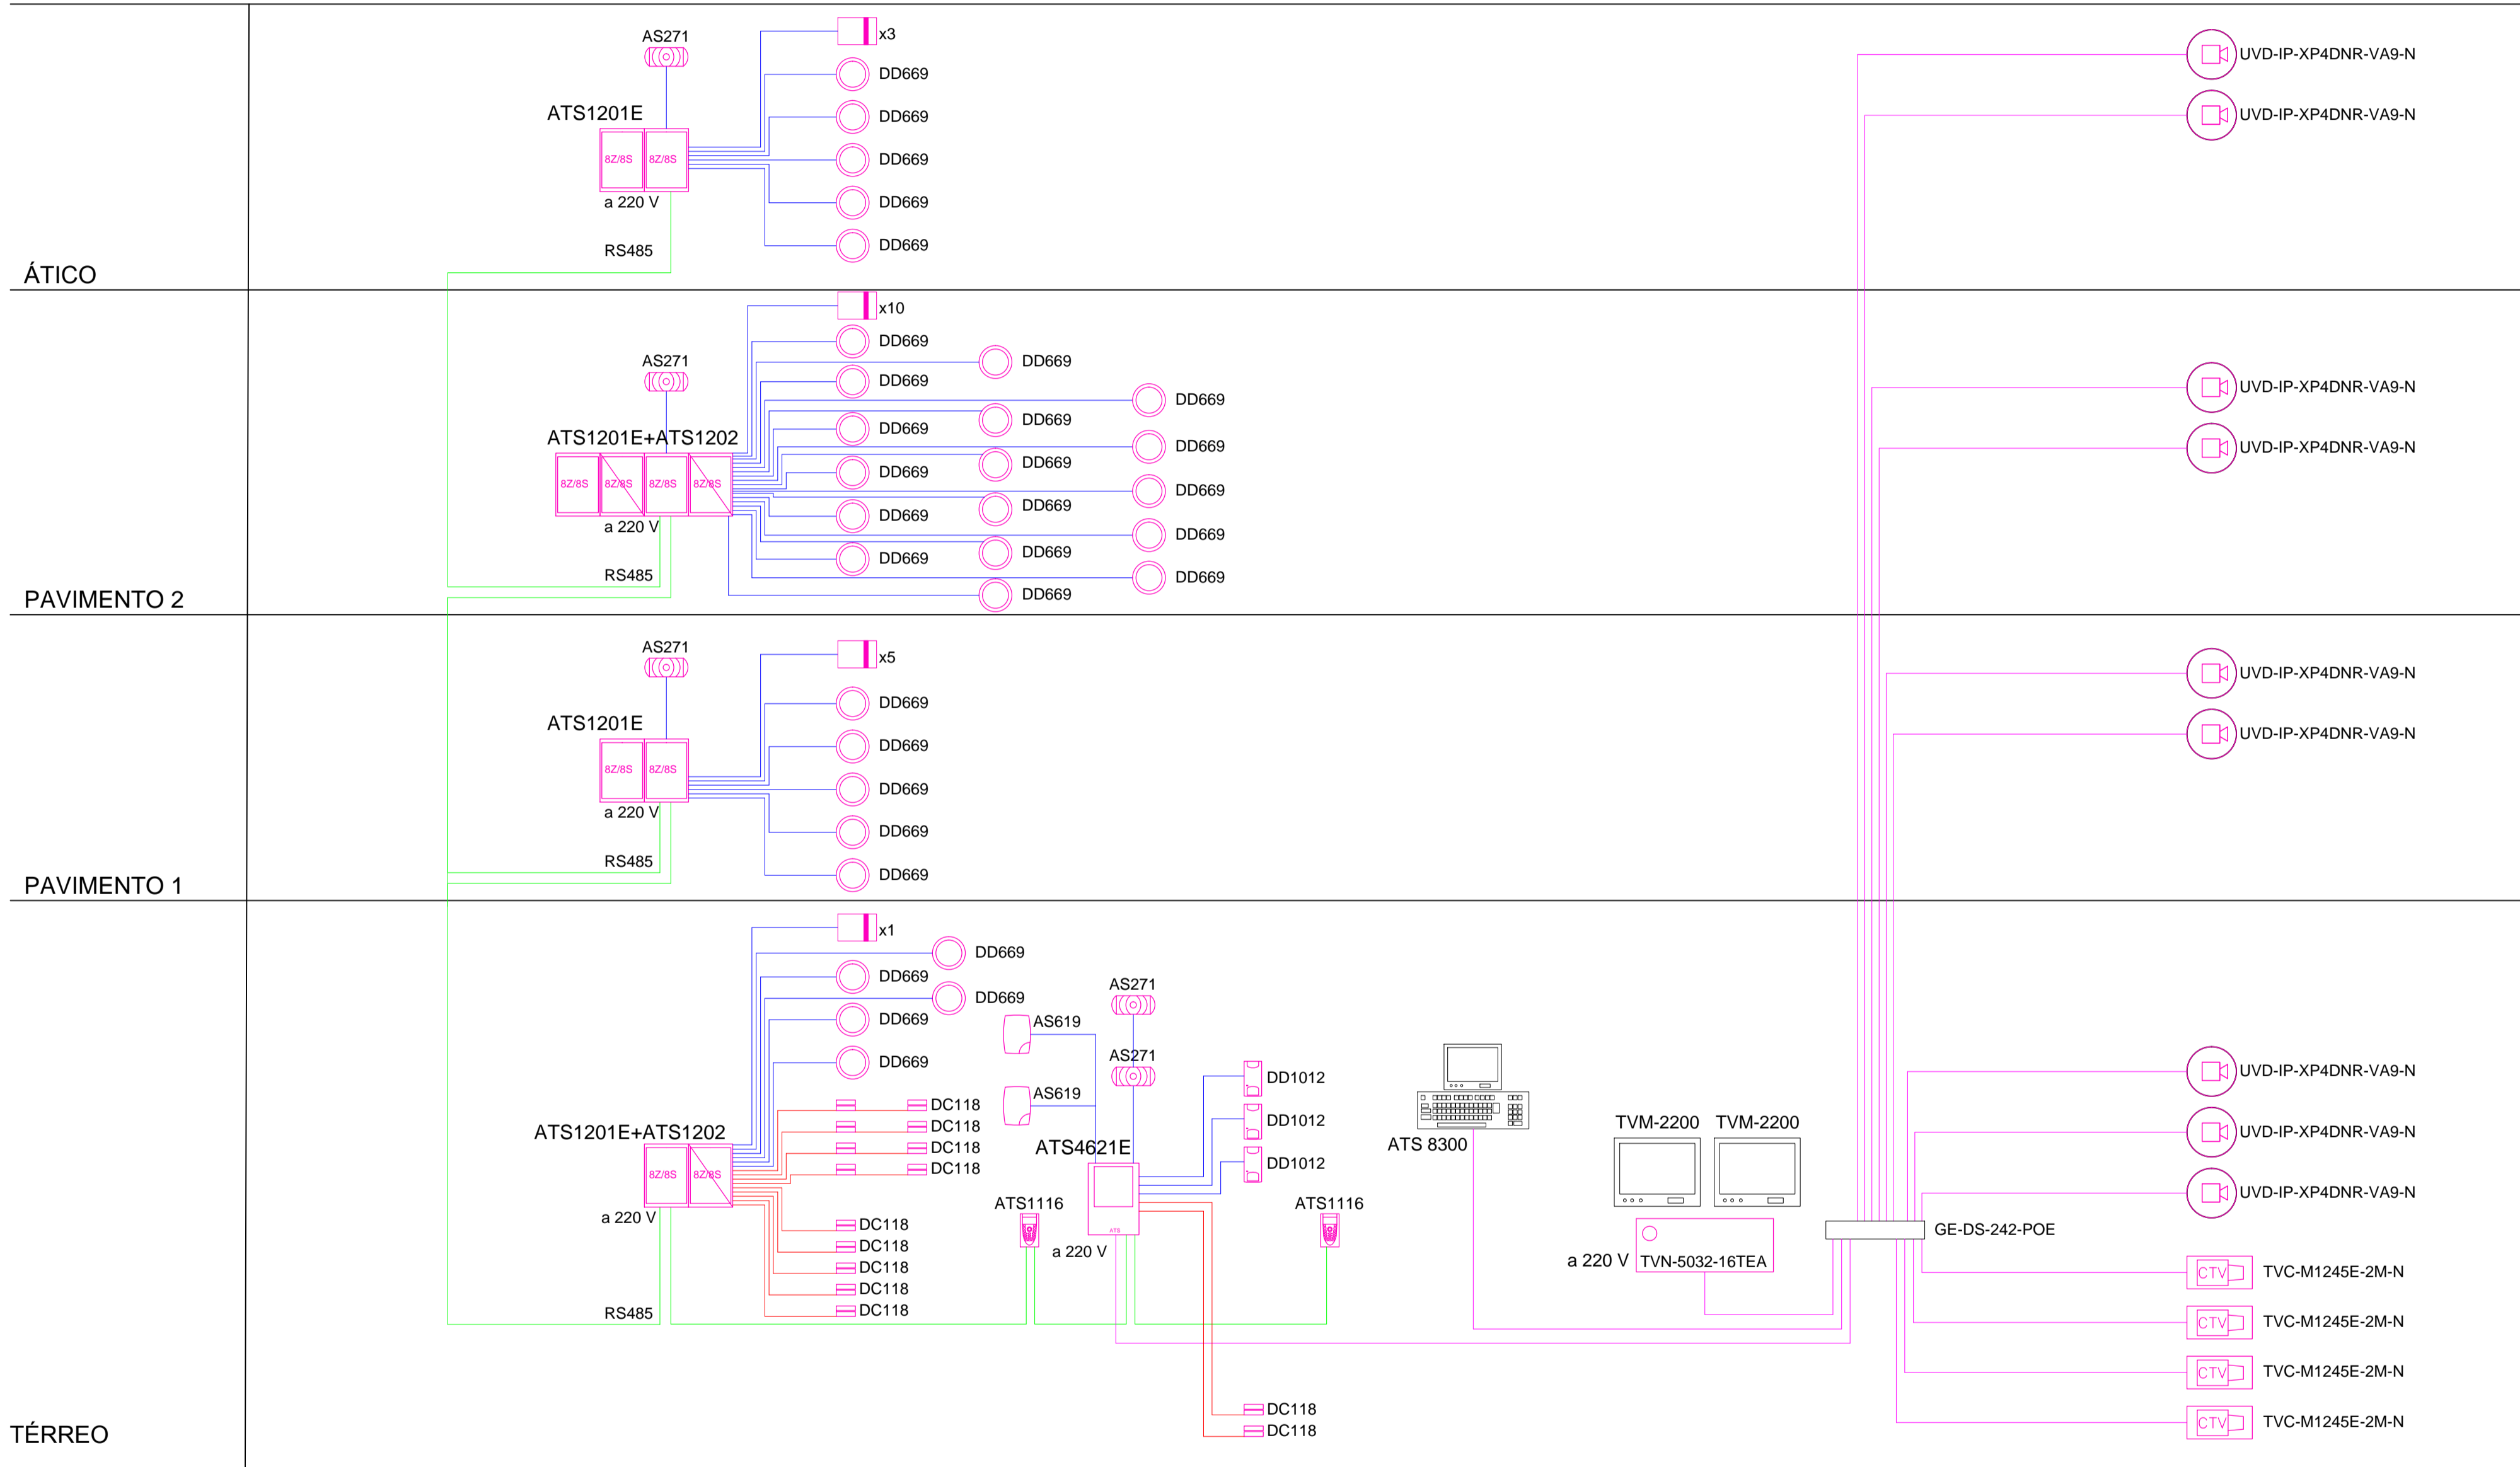 AS271
x3
DD669
ATS1201E
DD669
8Z/8S 8Z/8S
DD669
a 220 V
DD669
RS485
DD669
ÁTICO
UVD-IP-XP4DNR-VA9-N
UVD-IP-XP4DNR-VA9-N
x10
DD669
AS271
DD669
DD669
DD669
DD669
DD669
ATS1201E+ATS1202
DD669
DD669
DD669
8Z/8S 8Z/8S 8Z/8S 8Z/8S
DD669
DD669
DD669
a 220 V
DD669
DD669
DD669
DD669
RS485
DD669
DD669
PAVIMENTO 2
UVD-IP-XP4DNR-VA9-N
UVD-IP-XP4DNR-VA9-N
AS271
x5
DD669
ATS1201E
DD669
8Z/8S 8Z/8S
DD669
a 220 V
DD669
RS485
DD669
PAVIMENTO 1
UVD-IP-XP4DNR-VA9-N
UVD-IP-XP4DNR-VA9-N
x1
DD669
DD669
DD669
DD669
DD669
DC118
DC118
DC118
DC118
ATS1201E+ATS1202
8Z/8S 8Z/8S
a 220 V
DC118
DC118
DC118
DC118
DC118
RS485
AS271
AS619
AS271
AS619
DD1012
DD1012
DD1012
ATS4621E
ATS1116
ATS1116
ATS
a 220 V
DC118
DC118
ATS 8300
TVM-2200 TVM-2200
a 220 V TVN-5032-16TEA
GE-DS-242-POE
UVD-IP-XP4DNR-VA9-N
UVD-IP-XP4DNR-VA9-N
UVD-IP-XP4DNR-VA9-N
CTV TVC-M1245E-2M-N
CTV TVC-M1245E-2M-N
CTV TVC-M1245E-2M-N
CTV TVC-M1245E-2M-N
TÉRREO